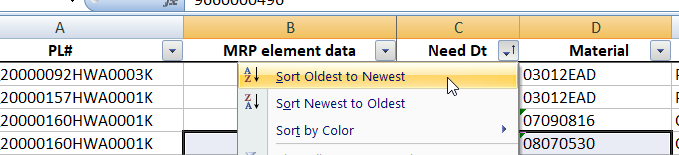 9600000496
A B C D
PL# MRP element data Need Dt Material
20000092HWA0003K Sort Oldest to Newest 03012EAD
20000157HWA0001K Sort Newest to Oldest 03012EAD
20000160HWA0001K Sort by Color 07090816
20000160HWA0001K 08070530